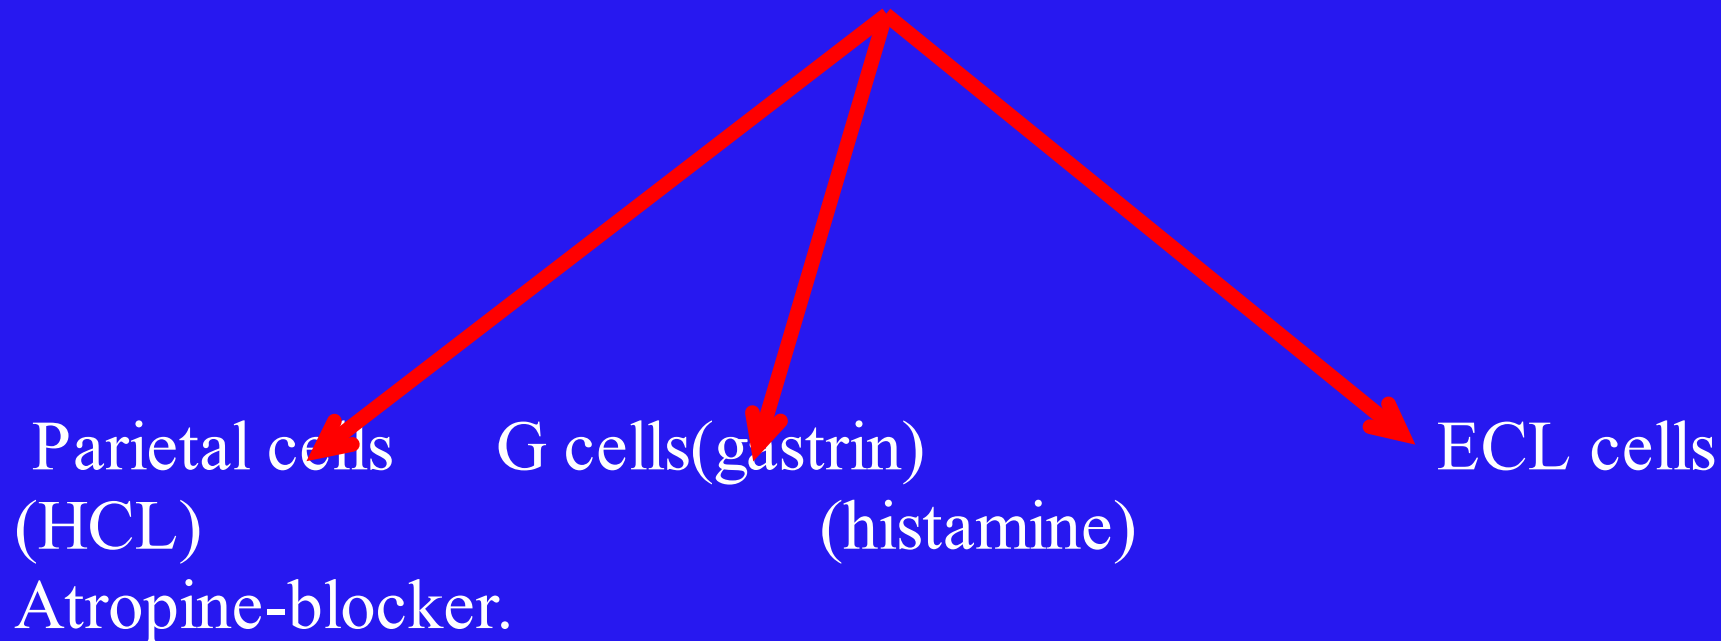 Parietal cells G cells(gastrin) ECL cells
(HCL) (histamine)
Atropine-blocker.